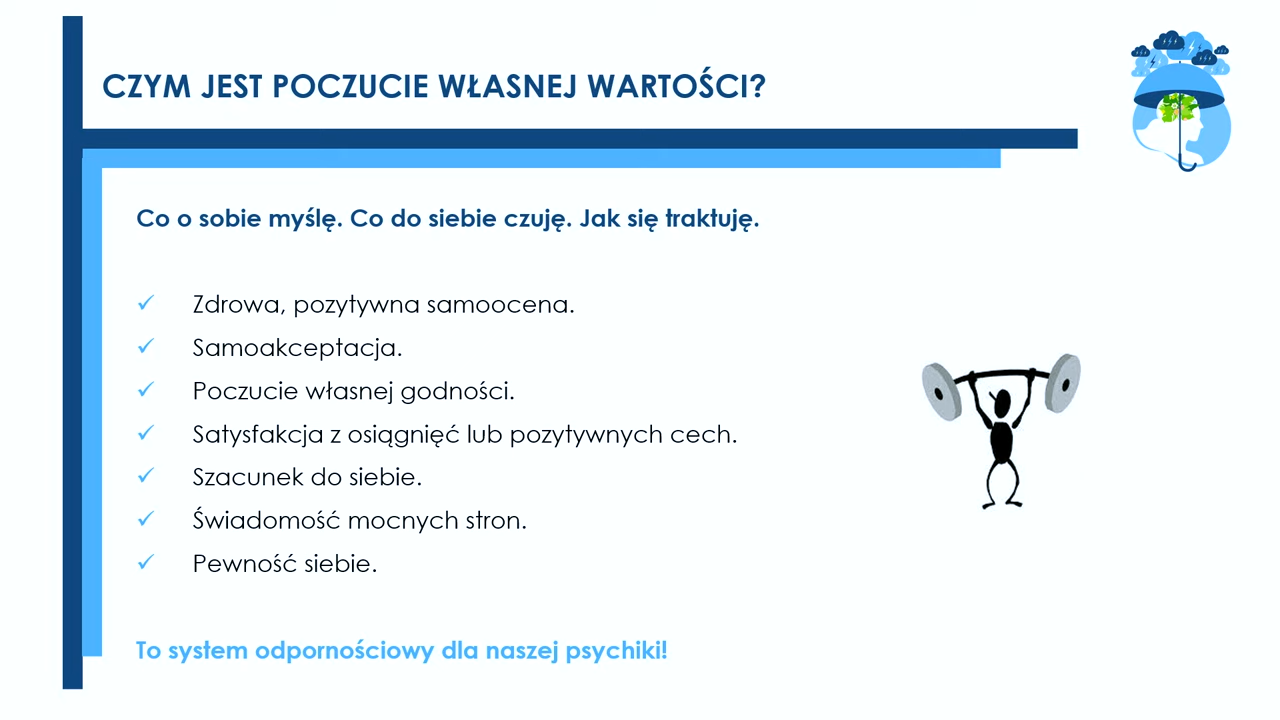 CZYM JEST POCZUCIE WŁASNEJ WARTOŚCI?
Co o sobie myślę. Co do siebie czuję. Jak się traktuję.
Zdrowa, pozytywna samoocena.
Samoakceptacja.
Poczucie własnej godności.
Satysfakcja z osiągnięć lub pozytywnych cech.
Szacunek do siebie.
Świadomość mocnych stron.
Pewność siebie.
To system odpornościowy dla naszej psychiki!